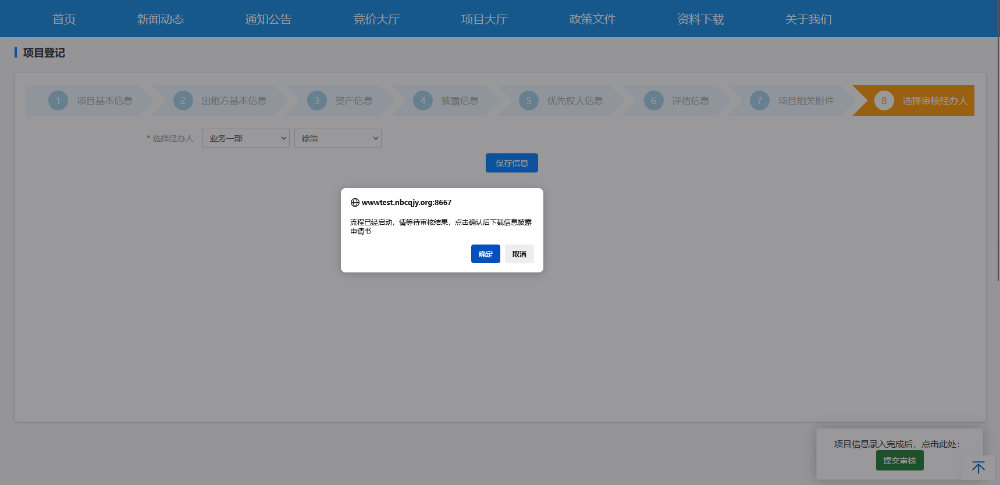 首页 新闻动态 通知公告 竞价大厅 项目大厅 政策文件 资料下载 关于我们
项目登记
1 项目基本信息 2 出租方基本信息 3 资产信息 4 披露信息 5 优先权人信息 6 评估信息 7 项目相关附件 8 选择审核经办人
* 选择经办人 业务一部 徐浩
保存信息
wwwtest.nbcqjy.org:8667
流程已经启动，请等待审核结果，点击确认后下载信息披露
申请书
确定 取消
项目信息录入完成后，点击此处：
提交审核